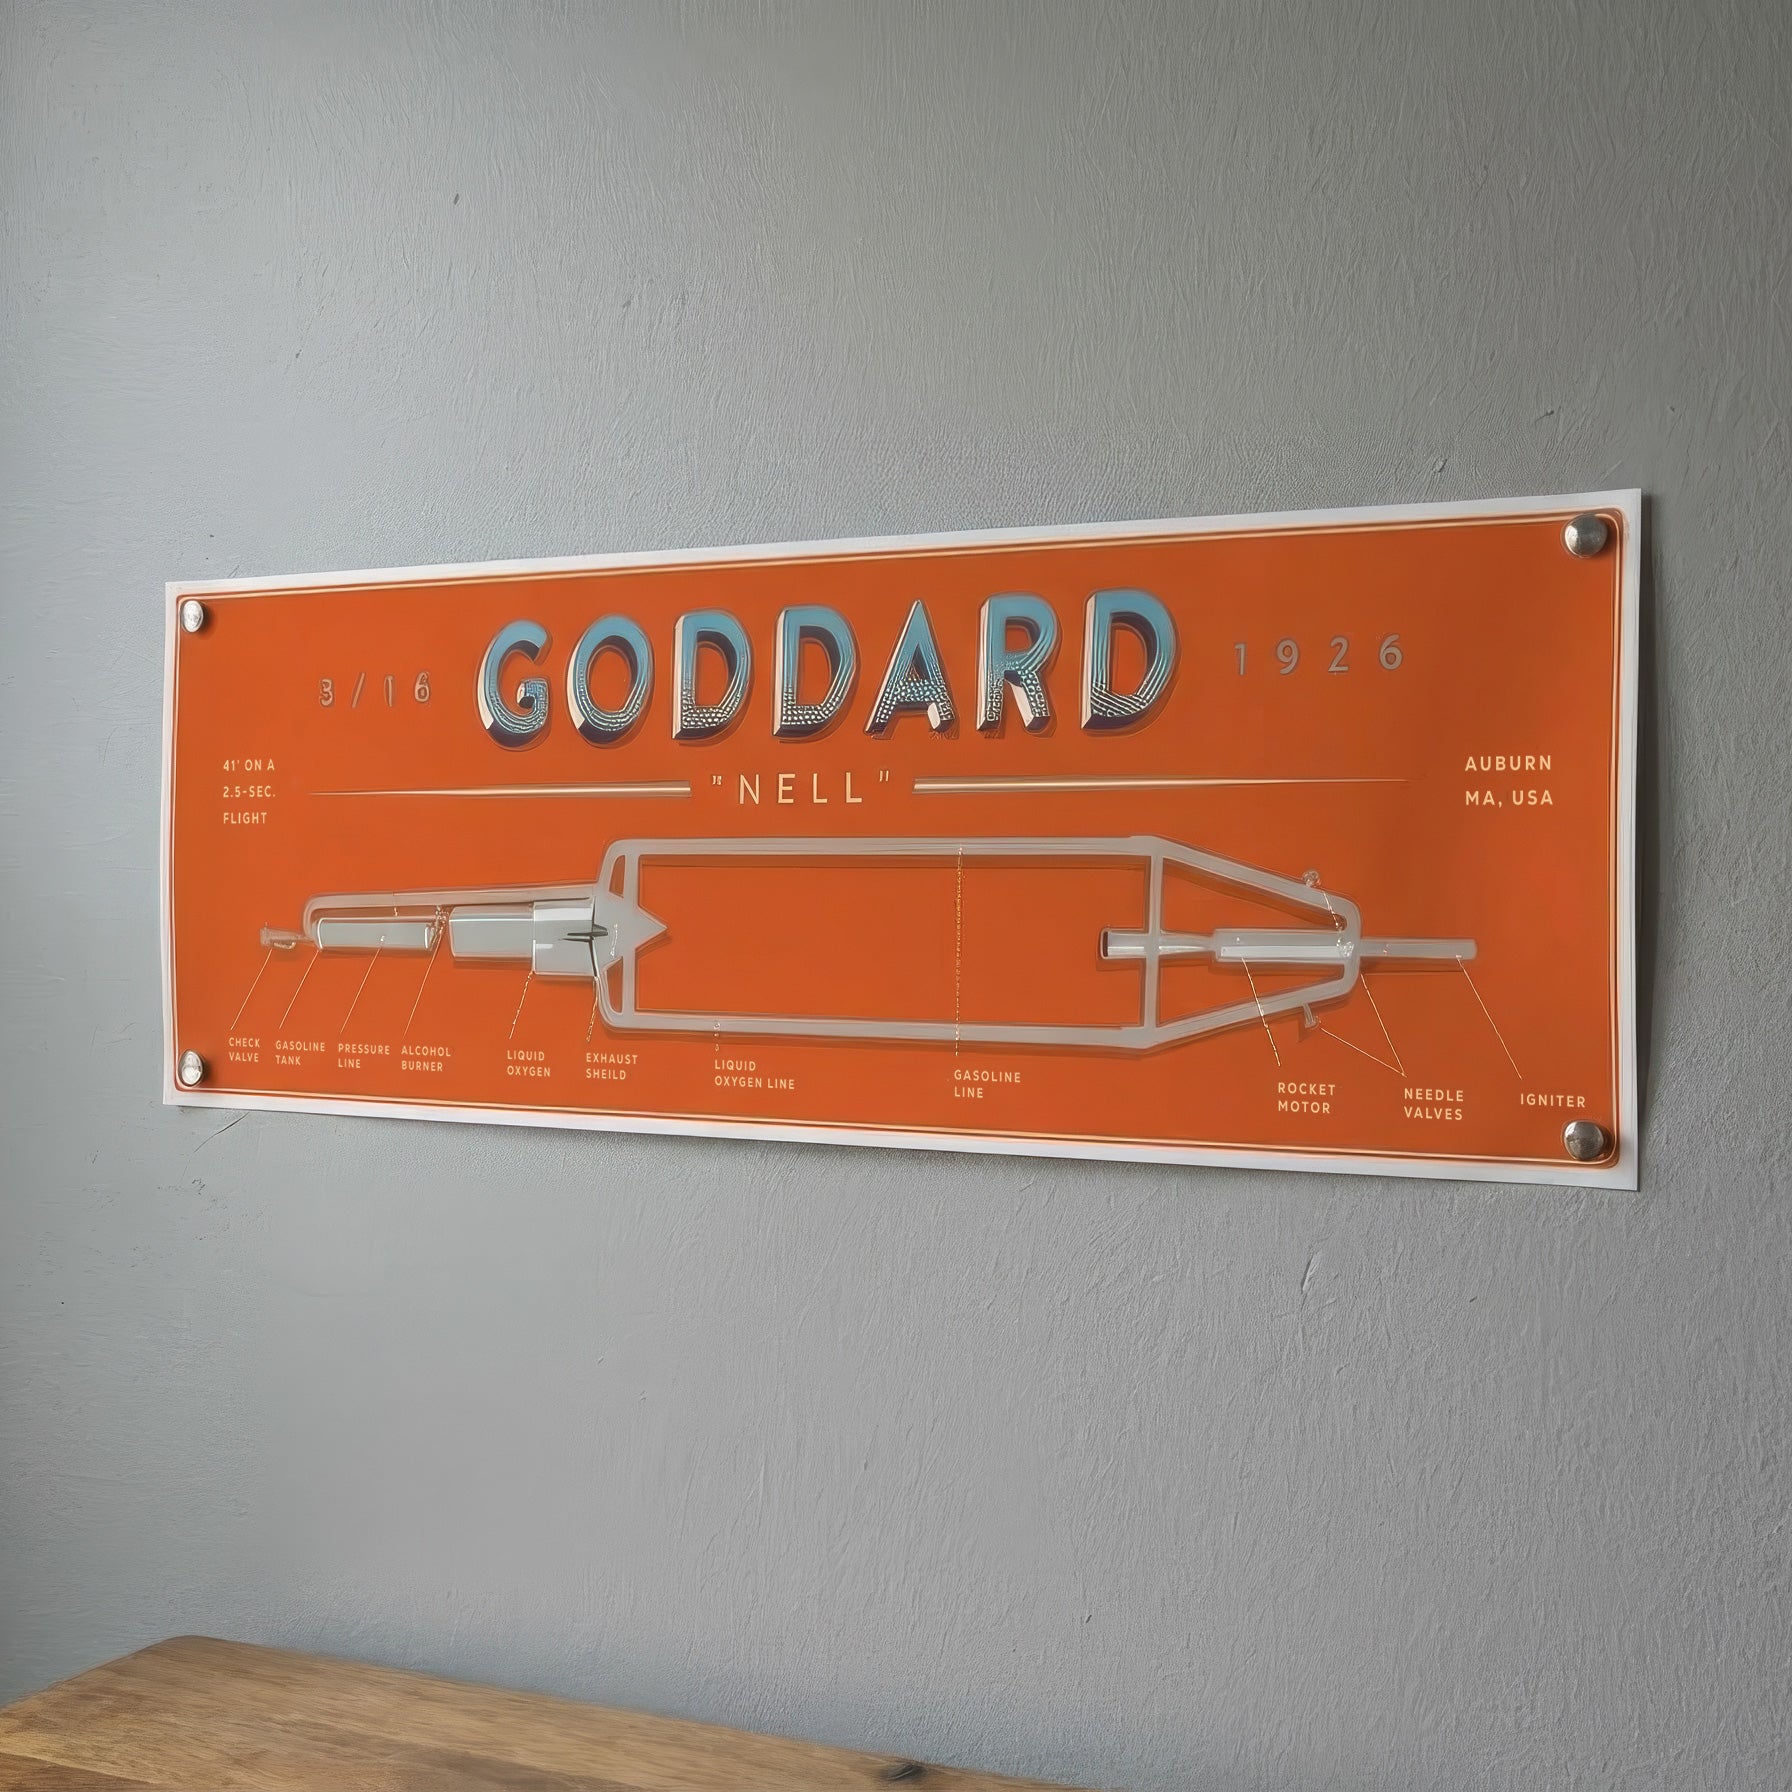 GODDARD
3/16
1926
"NELL"
41' ON A
2.5-SEC.
FLIGHT
AUBURN
MA, USA
CHECK
VALVE
GASOLINE
TANK
PRESSURE
LINE
ALCOHOL
BURNER
LIQUID
OXYGEN
EXHAUST
SHEILD
LIQUID
OXYGEN LINE
GASOLINE
LINE
ROCKET
MOTOR
NEEDLE
VALVES
IGNITER